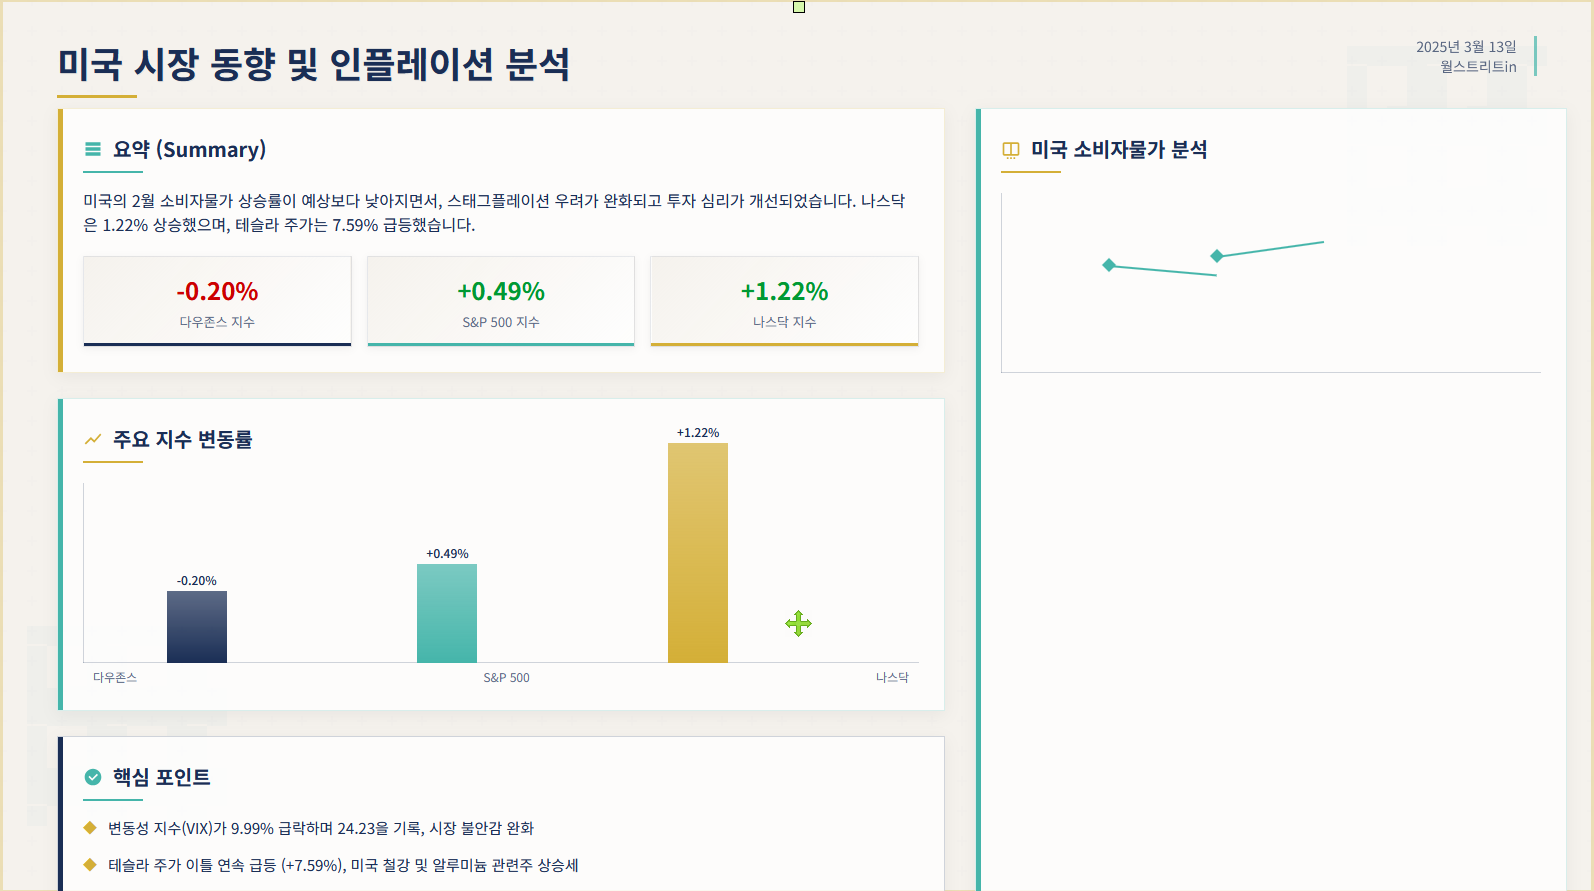 미국 시장 동향 및 인플레이션 분석
2025년 3월 13일
월스트리트in
요약 (Summary)
미국의 2월 소비자물가 상승률이 예상보다 낮아지면서, 스태그플레이션 우려가 완화되고 투자 심리가 개선되었습니다. 나스닥
은 1.22% 상승했으며, 테슬라 주가는 7.59% 급등했습니다.
-0.20%
다우존스 지수
+0.49%
S&P 500 지수
+1.22%
나스닥 지수
주요 지수 변동률
-0.20%
+0.49%
+1.22%
다우존스
S&P 500
나스닥
핵심 포인트
변동성 지수(VIX)가 9.99% 급락하며 24.23을 기록, 시장 불안감 완화
테슬라 주가 이틀 연속 급등 (+7.59%), 미국 철강 및 알루미늄 관련주 상승세
미국 소비자물가 분석